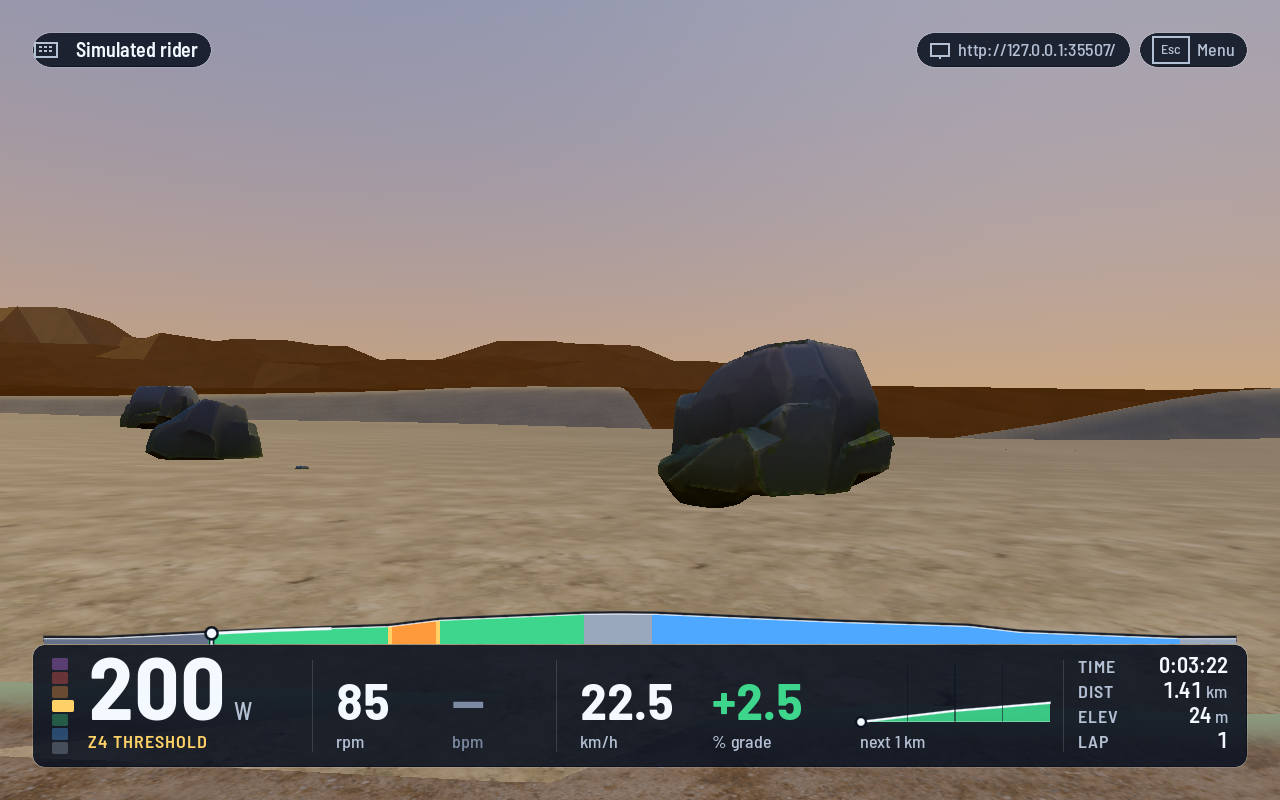 Simulated rider
http://127.0.0.1:35507/
Esc Menu
200 W
Z4 THRESHOLD
85
rpm
—
bpm
22.5
km/h
+2.5
% grade
next 1 km
TIME 0:03:22
DIST 1.41 km
ELEV 24 m
LAP 1